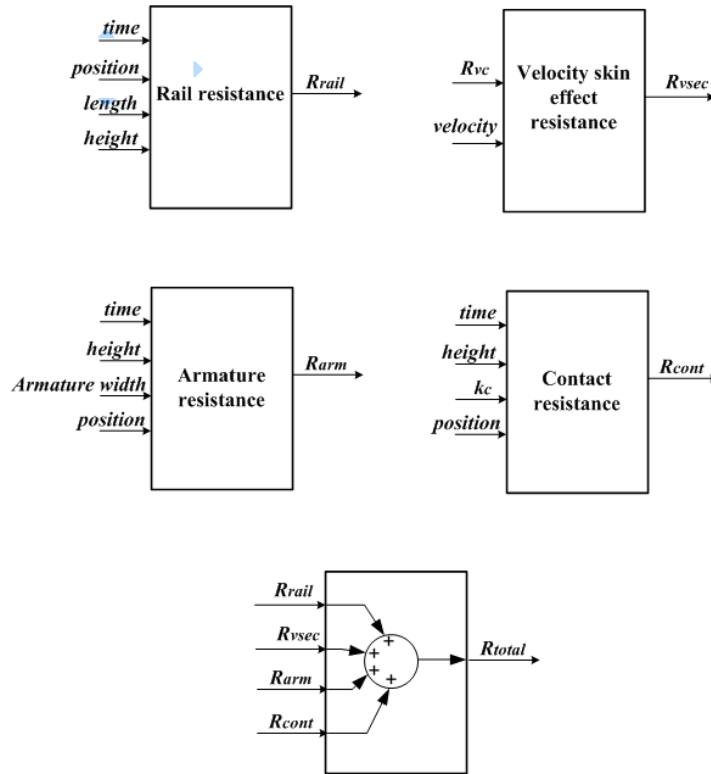 time
position
length
height
Rail resistance
Rrail
Rvc
velocity
Velocity skin
effect
resistance
Rvsec
time
height
Armature width
position
Armature
resistance
Rarm
time
height
kc
position
Contact
resistance
Rcont
Rrail
Rvsec
Rarm
Rcont
+
+
+
+
Rtotal